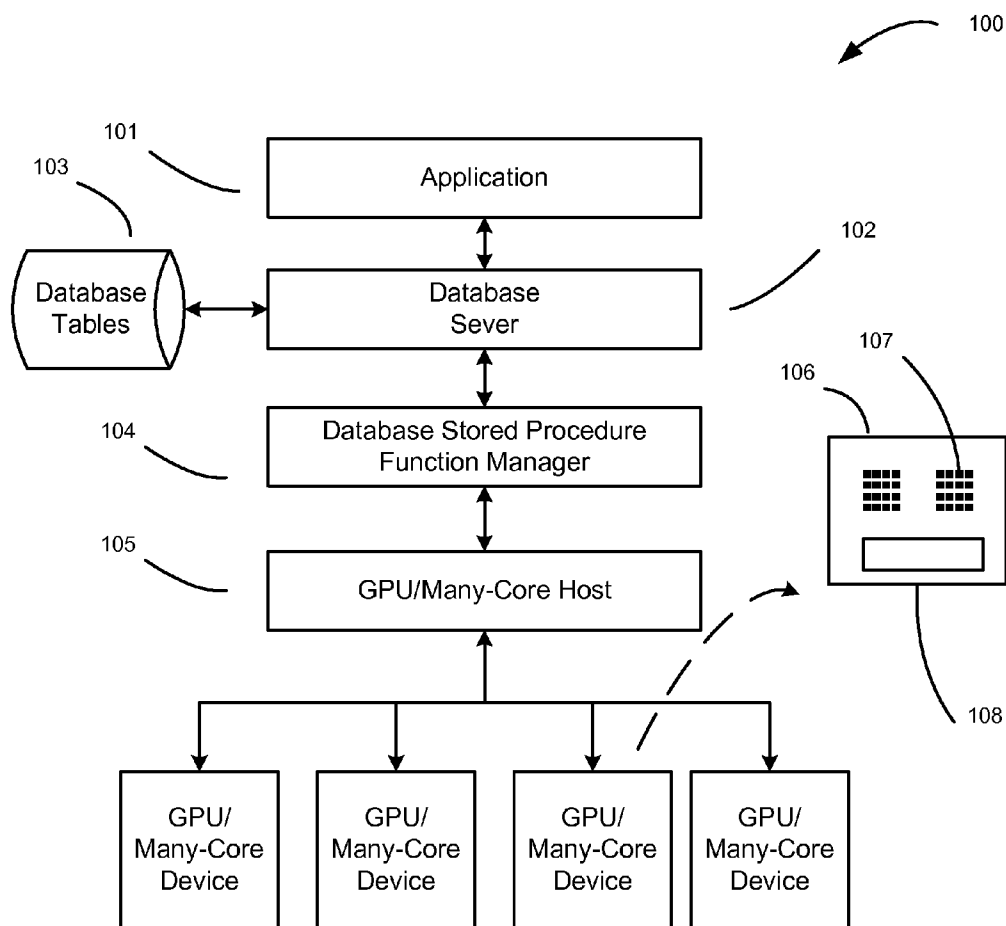 100
101
Application
103
102
Database
Tables
Database
Sever
107
106
104
Database Stored Procedure
Function Manager
105
GPU/Many-Core Host
108
GPU/
Many-Core
Device
GPU/
Many-Core
Device
GPU/
Many-Core
Device
GPU/
Many-Core
Device